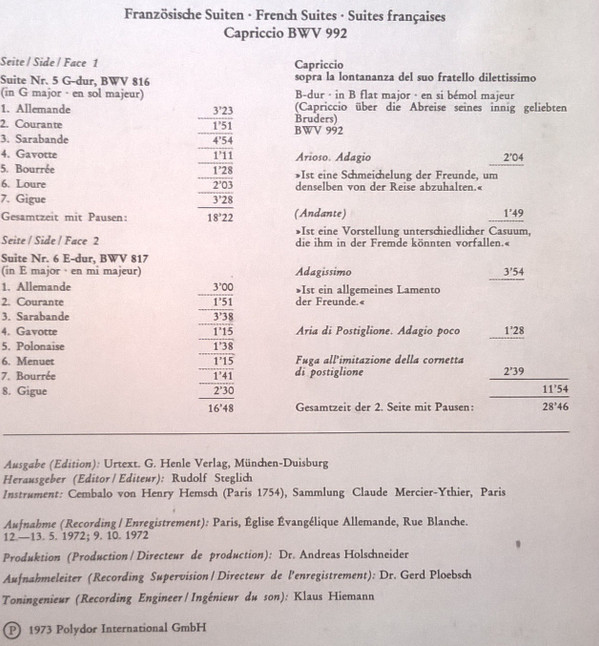 Französische Suiten · French Suites · Suites françaises
Capriccio BWV 992
Seite / Side / Face 1
Suite Nr. 5 G-dur, BWV 816
(in G major · en sol majeur)
1. Allemande 3'23
2. Courante 1'51
3. Sarabande 4'54
4. Gavotte 1'11
5. Bourrée 1'28
6. Loure 2'03
7. Gigue 3'28
Gesamtzeit mit Pausen: 18'22
Seite / Side / Face 2
Suite Nr. 6 E-dur, BWV 817
(in E major · en mi majeur)
1. Allemande 3'00
2. Courante 1'51
3. Sarabande 3'38
4. Gavotte 1'15
5. Polonaise 1'38
6. Menuet 1'15
7. Bourrée 1'41
8. Gigue 2'30
16'48
Capriccio
sopra la lontananza del suo fratello dilettissimo
B-dur · in B flat major · en si bémol majeur
(Capriccio über die Abreise seines innig geliebten
Bruders)
BWV 992
Arioso. Adagio 2'04
»Ist eine Schmeichelung der Freunde, um
denselben von der Reise abzuhalten.«
(Andante) 1'49
»Ist eine Vorstellung unterschiedlicher Casuum,
die ihm in der Fremde könnten vorfallen.«
Adagissimo 3'54
»Ist ein allgemeines Lamento
der Freunde.«
Aria di Postiglione. Adagio poco 1'28
Fuga all'imitazione della cornetta
di postiglione 2'39
11'54
Gesamtzeit der 2. Seite mit Pausen: 28'46
Ausgabe (Edition): Urtext. G. Henle Verlag, München-Duisburg
Herausgeber (Editor / Editeur): Rudolf Steglich
Instrument: Cembalo von Henry Hemsch (Paris 1754), Sammlung Claude Mercier-Ythier, Paris
Aufnahme (Recording / Enregistrement): Paris, Église Évangélique Allemande, Rue Blanche.
12.—13. 5. 1972; 9. 10. 1972
Produktion (Production / Directeur de production): Dr. Andreas Holschneider
Aufnahmeleiter (Recording Supervision / Directeur de l'enregistrement): Dr. Gerd Ploebsch
Toningenieur (Recording Engineer / Ingénieur du son): Klaus Hiemann
Ⓟ 1973 Polydor International GmbH